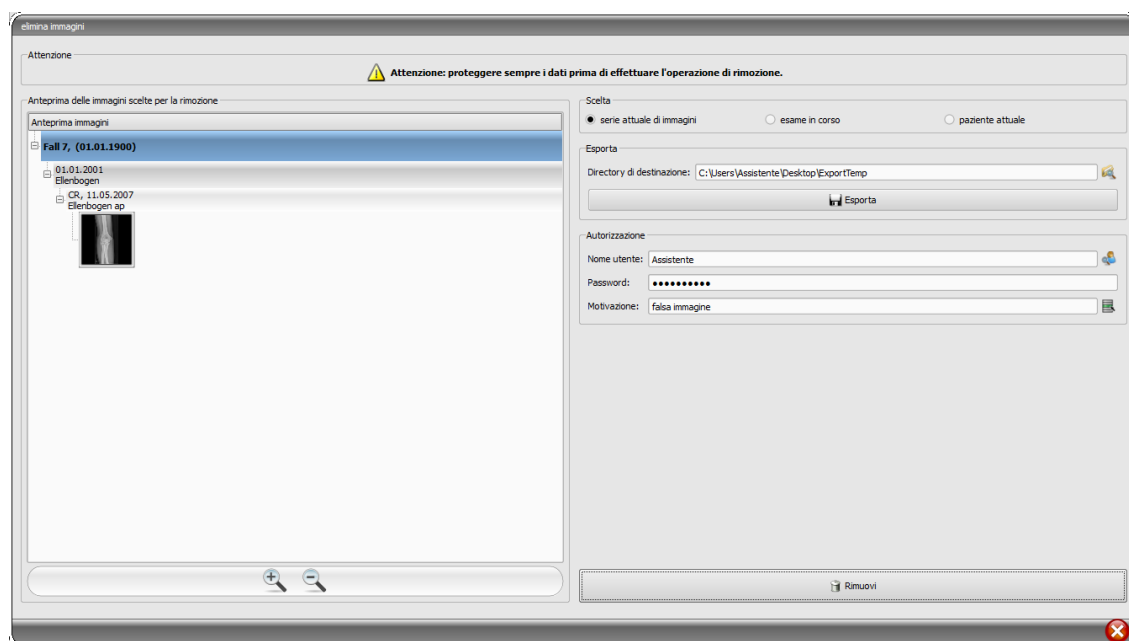 elimina immagini
Attenzione
Attenzione: proteggere sempre i dati prima di effettuare l'operazione di rimozione.
Anteprima delle immagini scelte per la rimozione
Anteprima immagini
Fall 7, (01.01.1900)
01.01.2001
Ellenbogen
CR, 11.05.2007
Ellenbogen ap
Scelta
serie attuale di immagini
esame in corso
paziente attuale
Esporta
Directory di destinazione: C:\Users\Assistente\Desktop\ExportTemp
Esporta
Autorizzazione
Nome utente: Assistente
Password: ●●●●●●●●●●
Motivazione: falsa immagine
Rimuovi